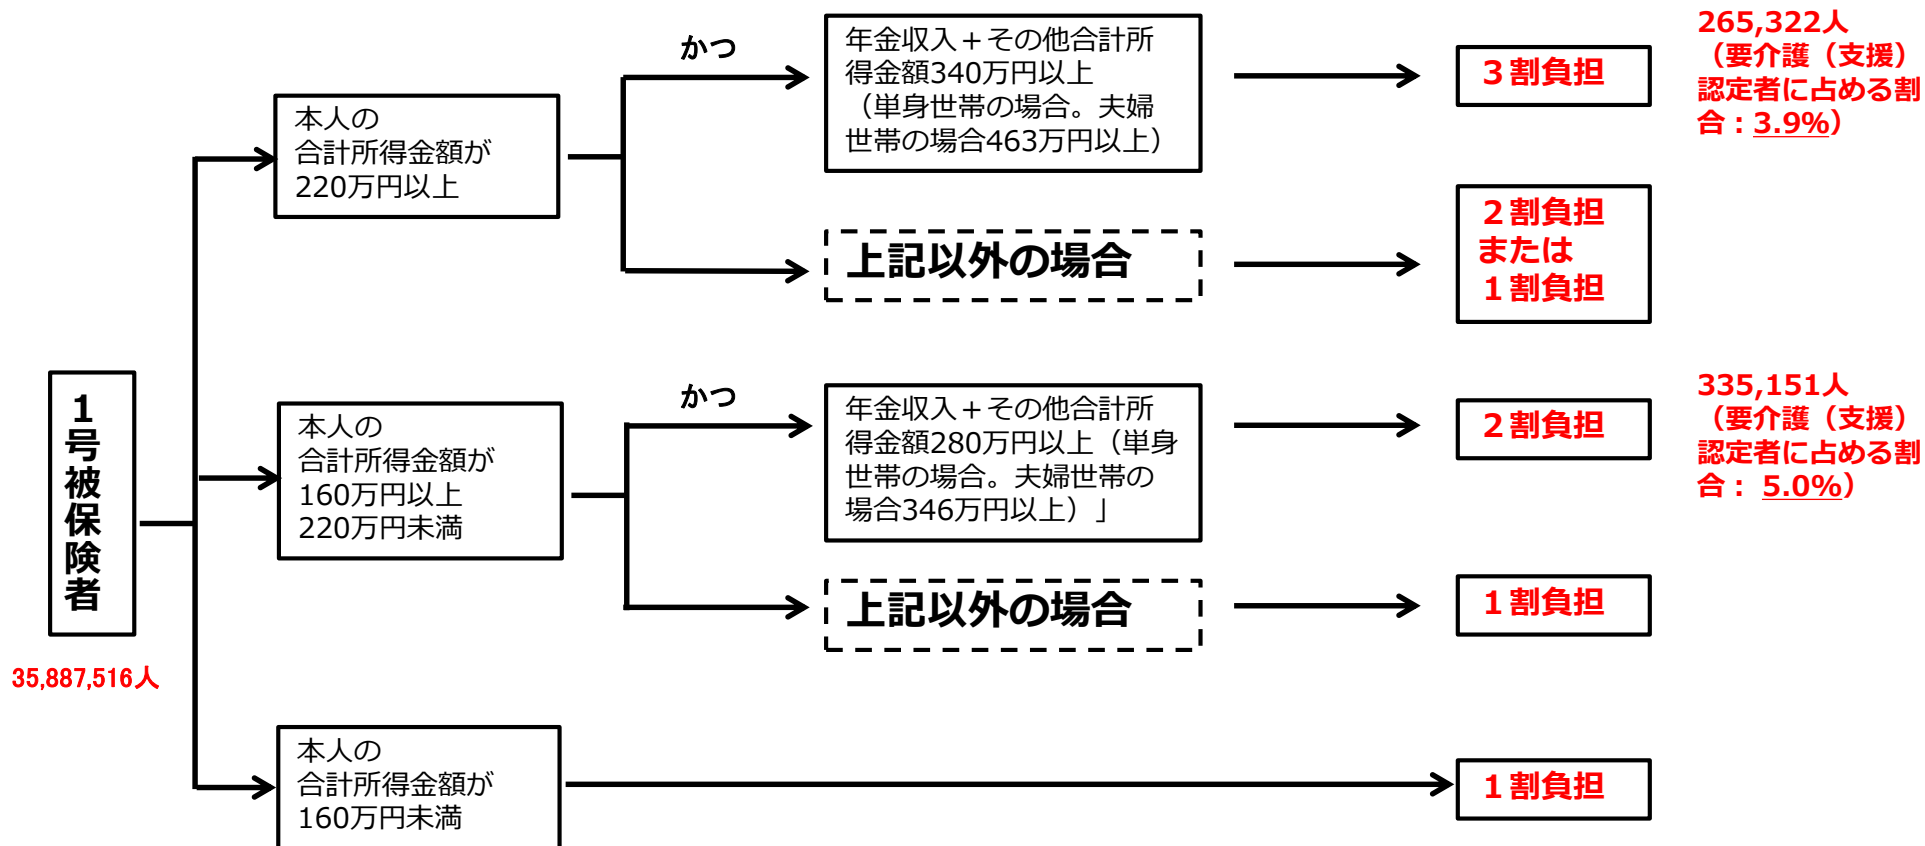 1号被保険者
35,887,516人
本人の
合計所得金額が
220万円以上
かつ
年金収入＋その他合計所
得金額340万円以上
（単身世帯の場合。夫婦
世帯の場合463万円以上）
３割負担
265,322人
（要介護（支援）
認定者に占める割
合：3.9%）
上記以外の場合
２割負担
または
１割負担
本人の
合計所得金額が
160万円以上
220万円未満
かつ
年金収入＋その他合計所
得金額280万円以上（単身
世帯の場合。夫婦世帯の
場合346万円以上）」
２割負担
335,151人
（要介護（支援）
認定者に占める割
合： 5.0%）
上記以外の場合
１割負担
本人の
合計所得金額が
160万円未満
１割負担